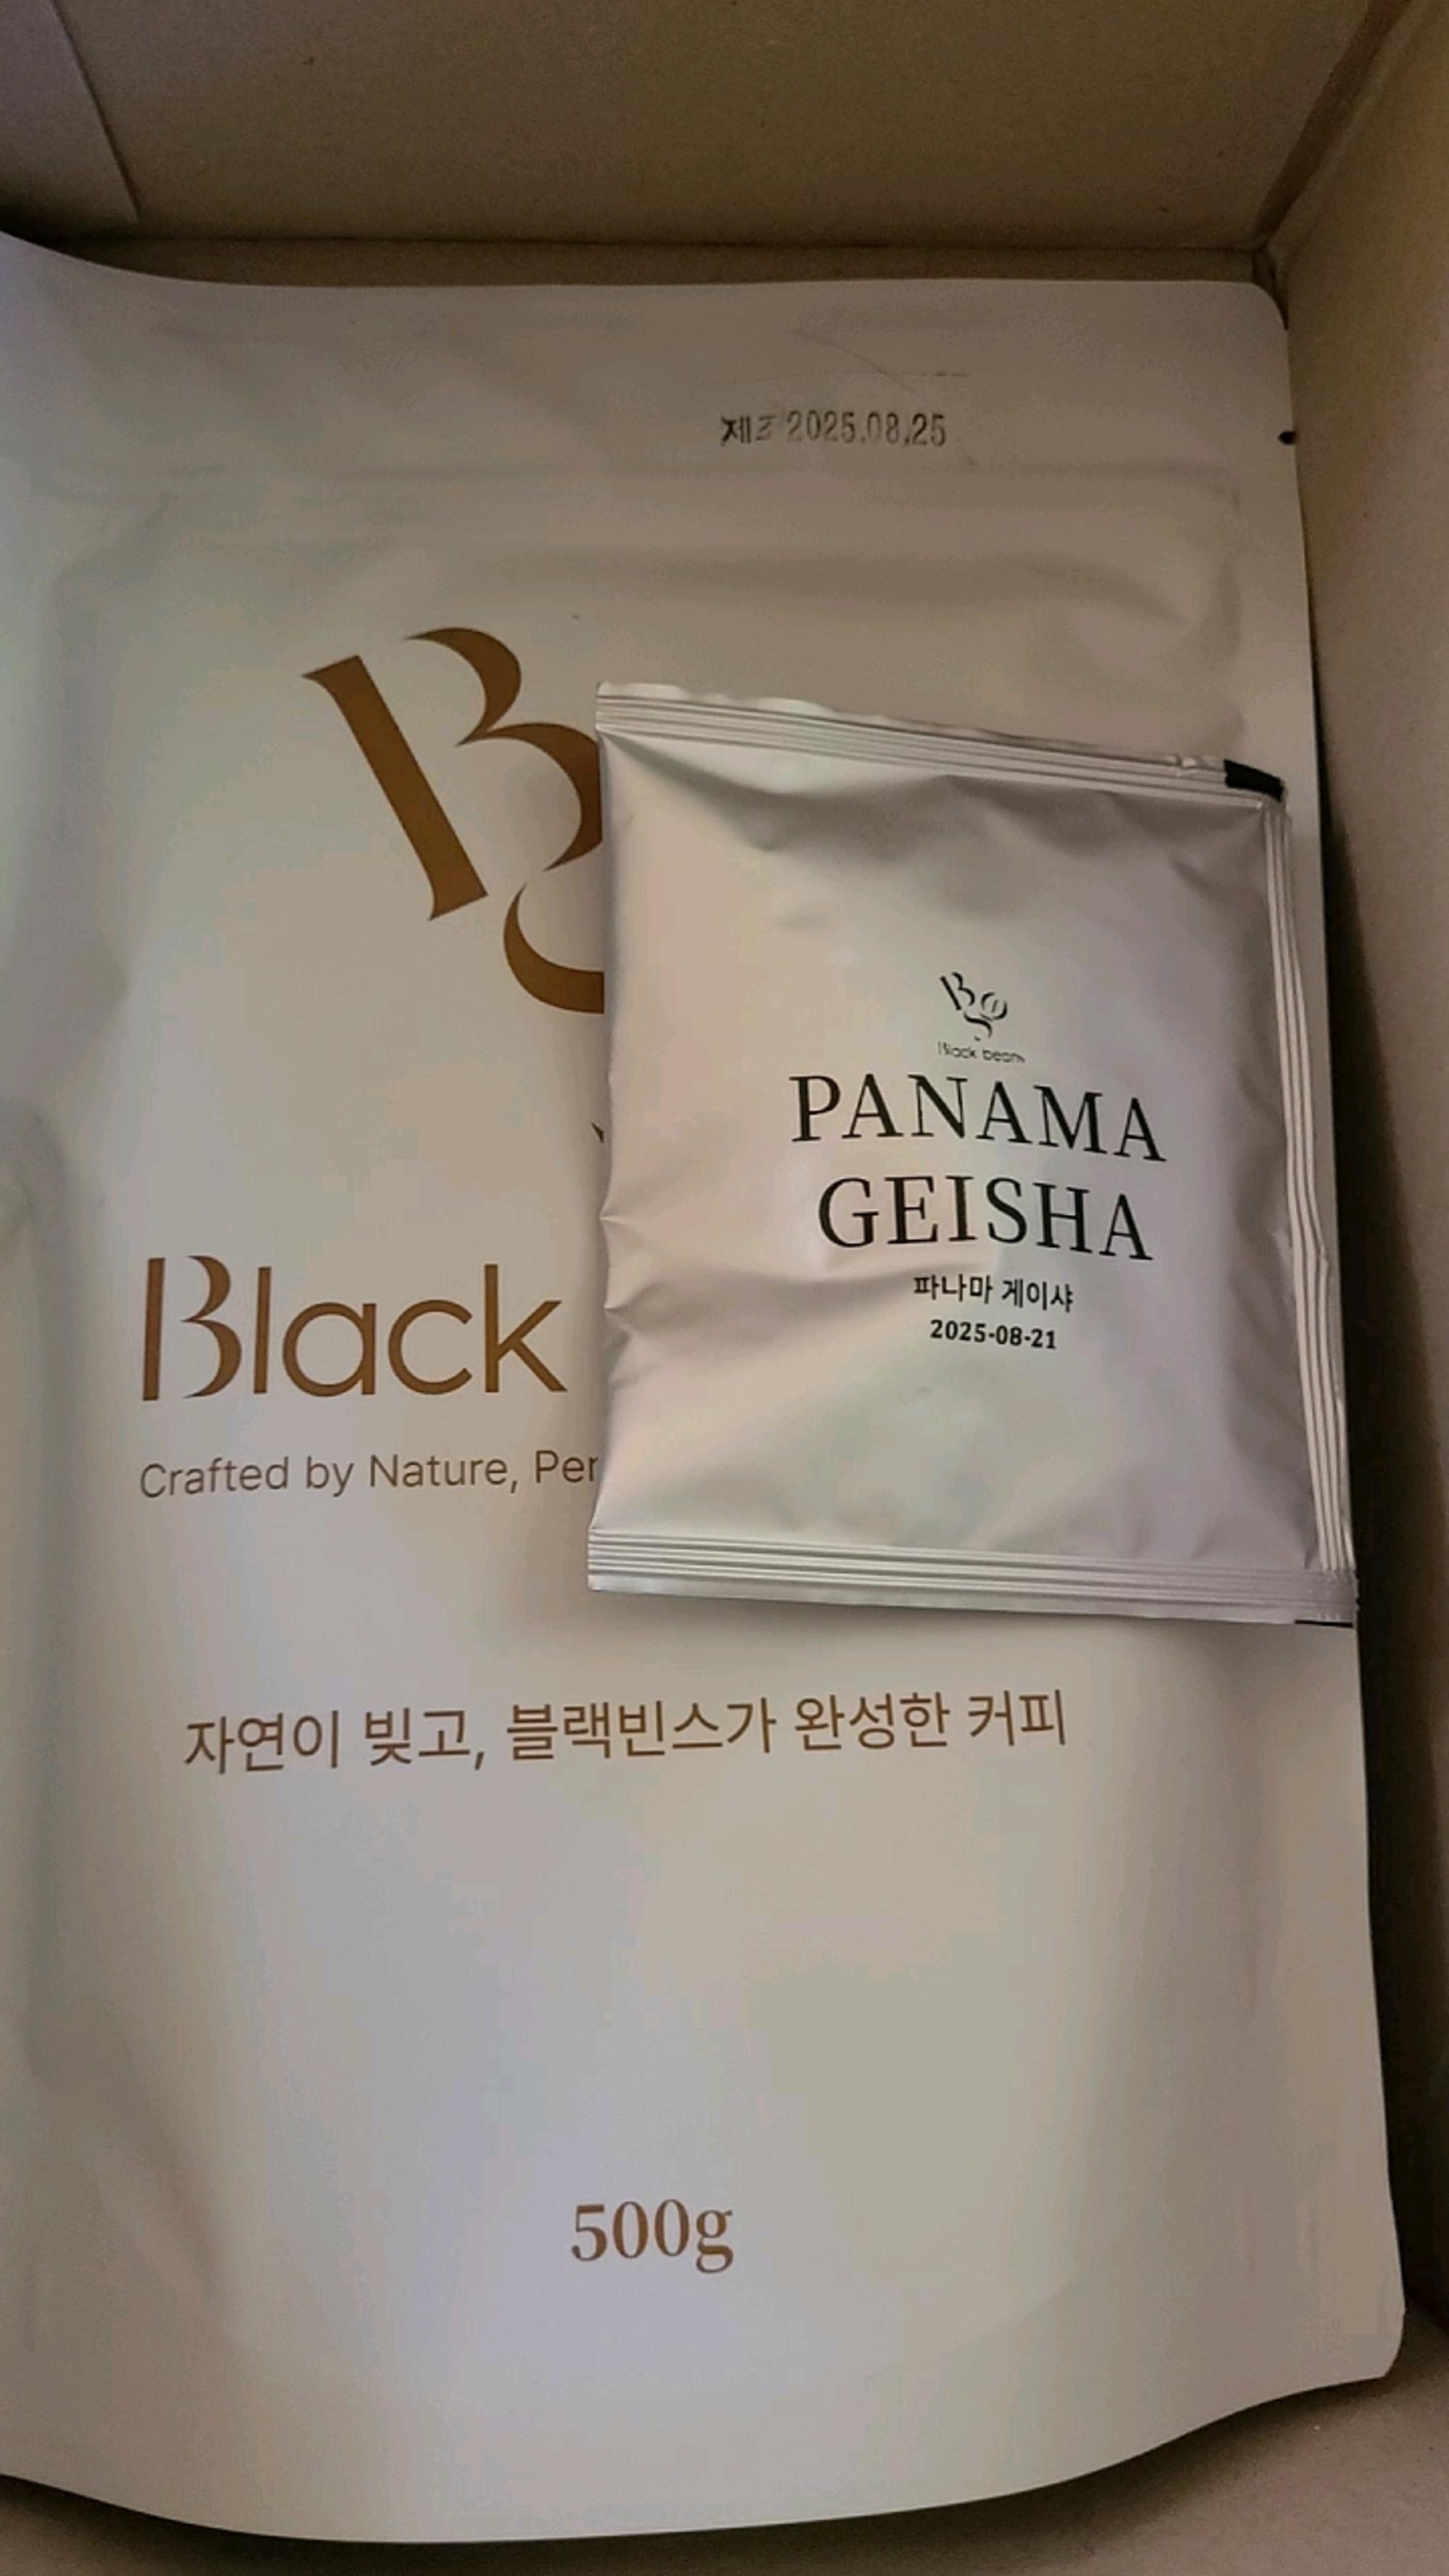 제조 2025.08.25
Bs
Black beans
PANAMA
GEISHA
파나마 게이샤
2025-08-21
Black
Crafted by Nature, Per
자연이 빚고, 블랙빈스가 완성한 커피
500g